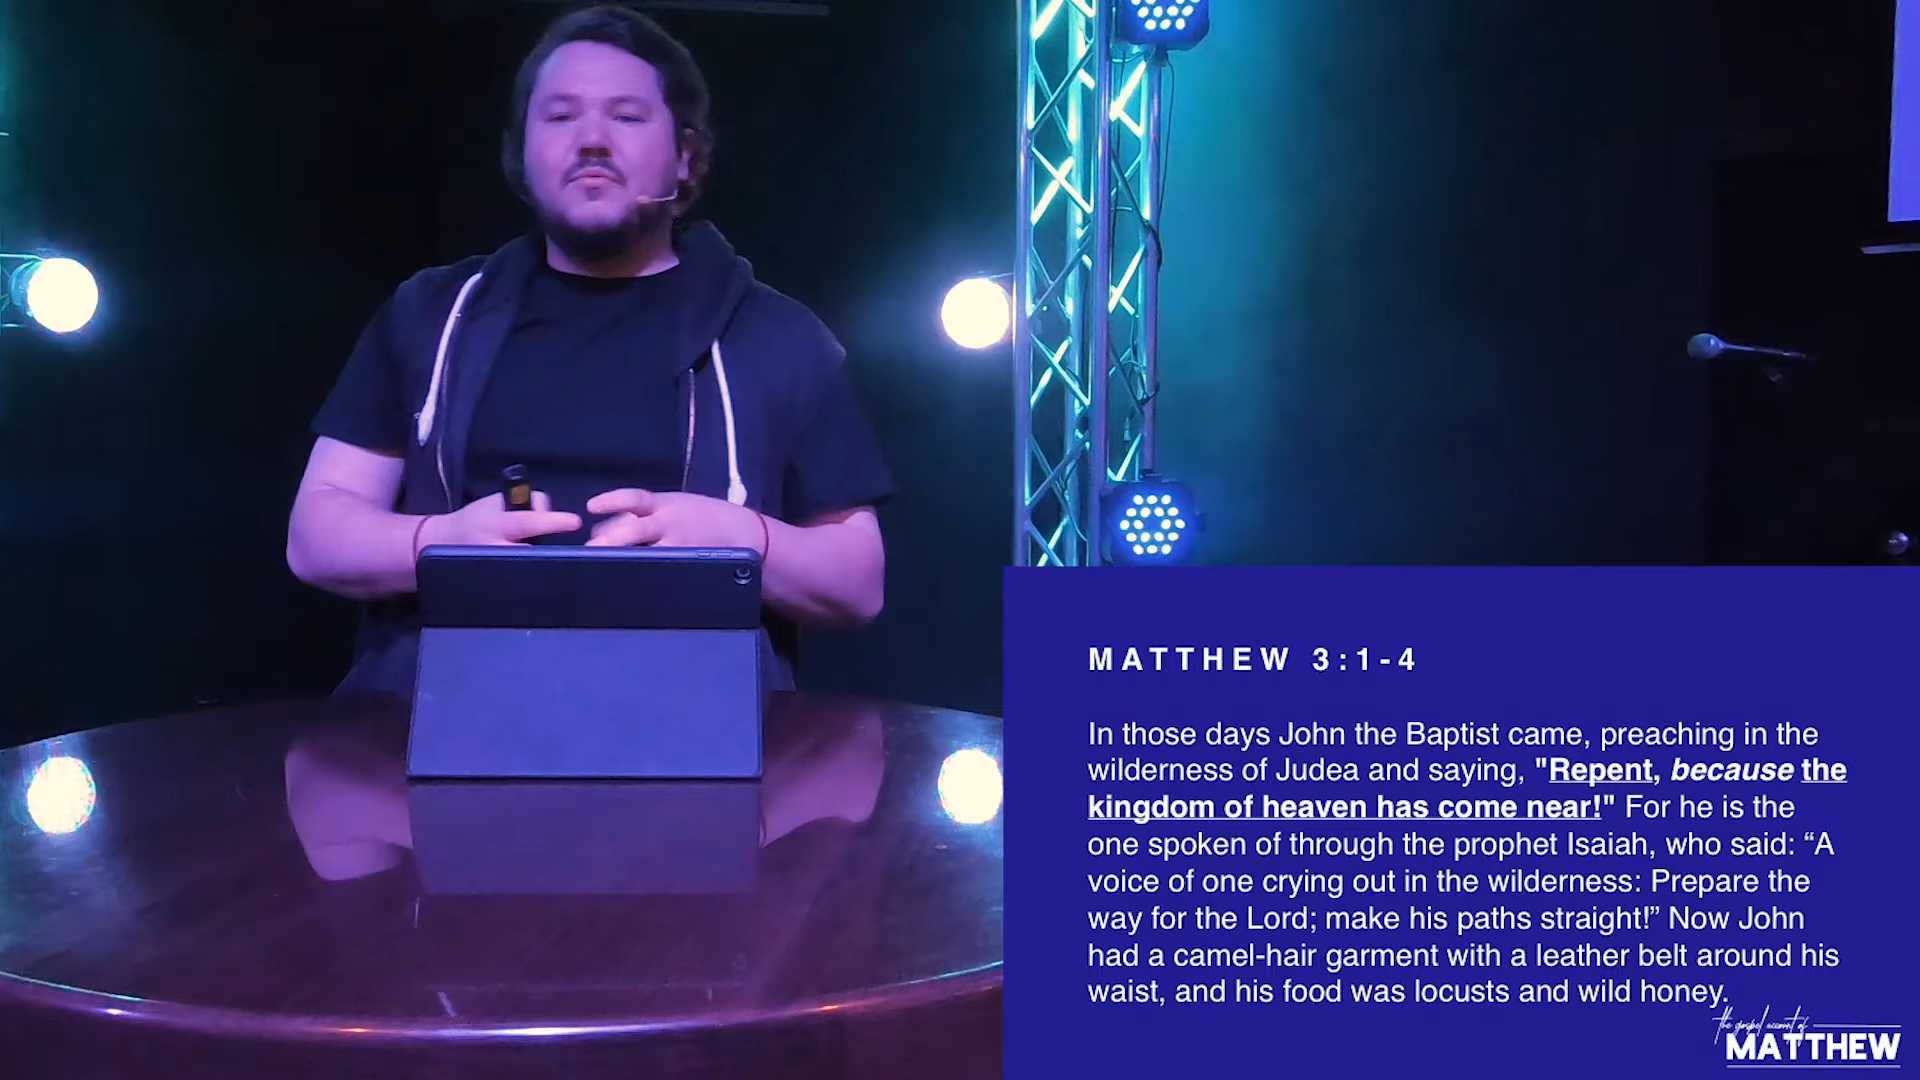 MATTHEW 3:1-4
In those days John the Baptist came, preaching in the
wilderness of Judea and saying, "Repent, because the
kingdom of heaven has come near!" For he is the
one spoken of through the prophet Isaiah, who said: “A
voice of one crying out in the wilderness: Prepare the
way for the Lord; make his paths straight!” Now John
had a camel-hair garment with a leather belt around his
waist, and his food was locusts and wild honey.
the gospel account of
MATTHEW